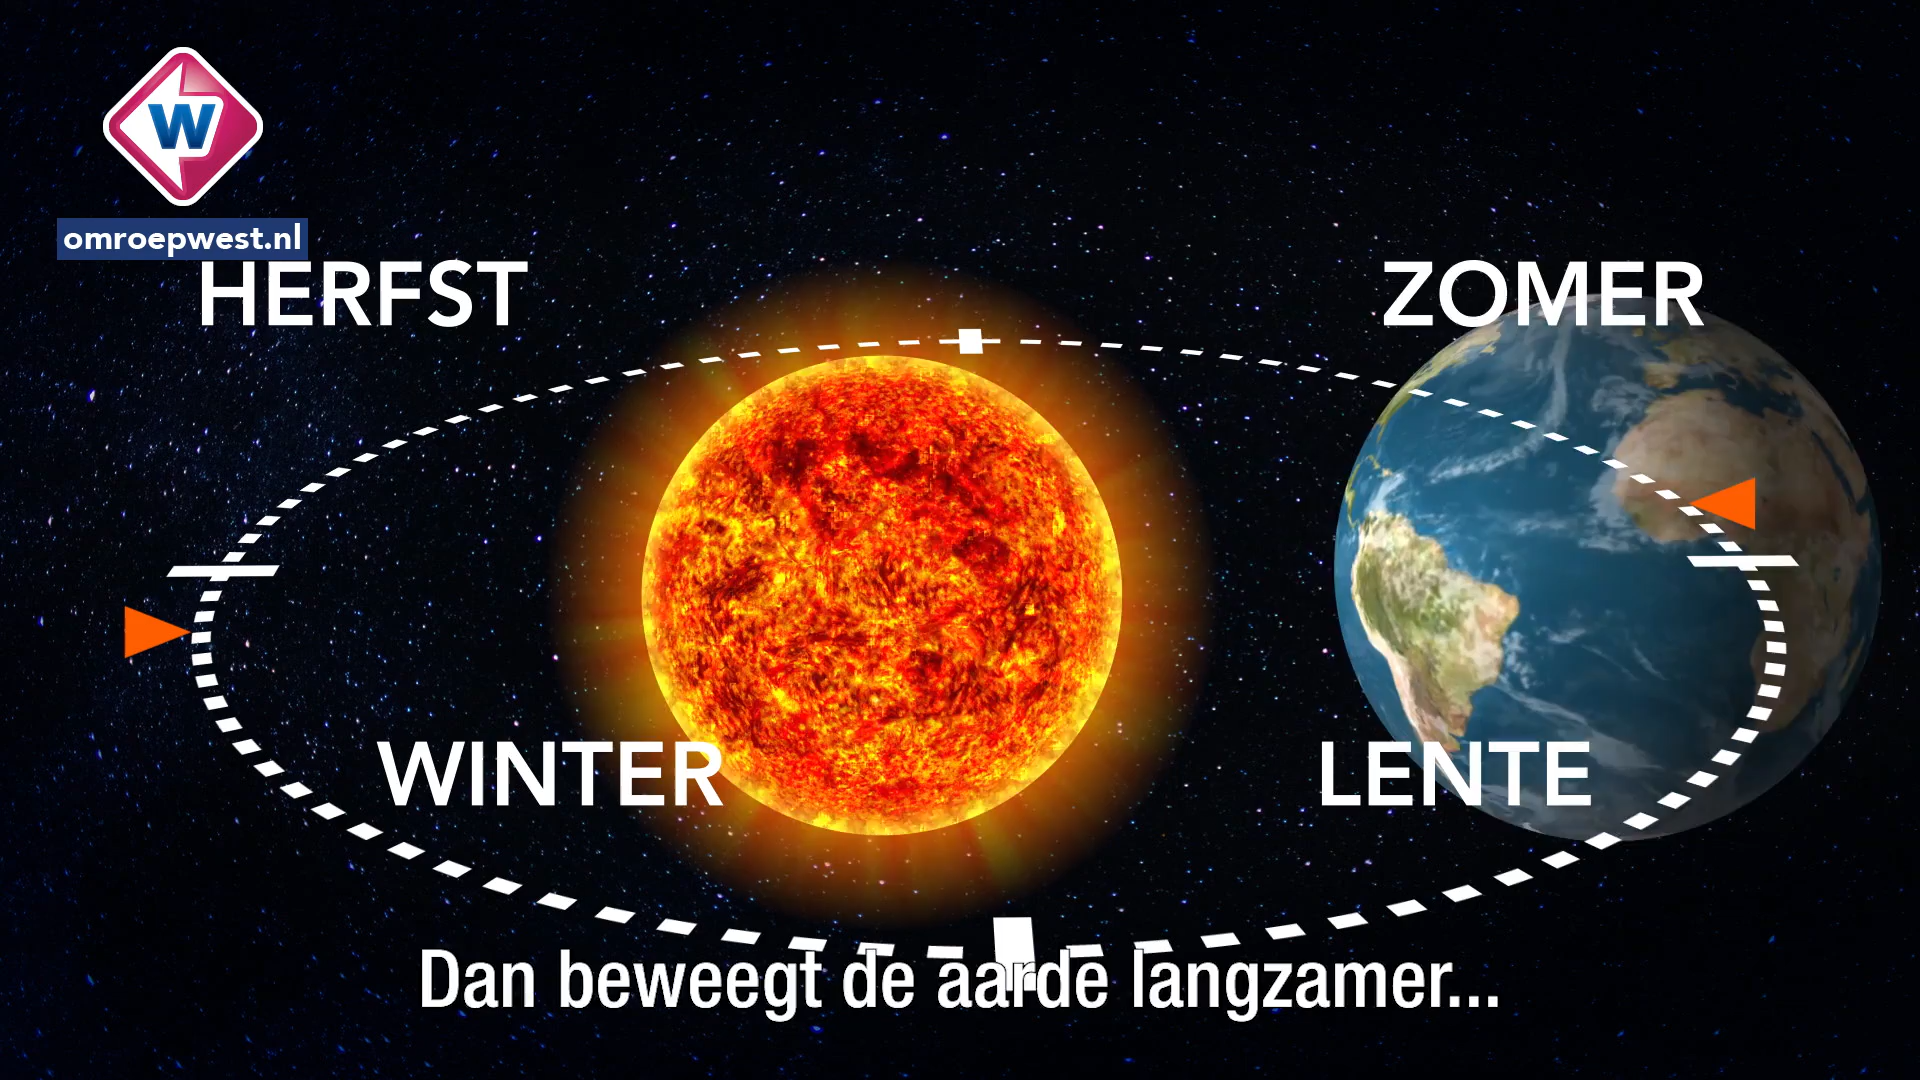 W
omroepwest.nl
HERFST
ZOMER
WINTER
LENTE
Dan beweegt de aarde langzamer...